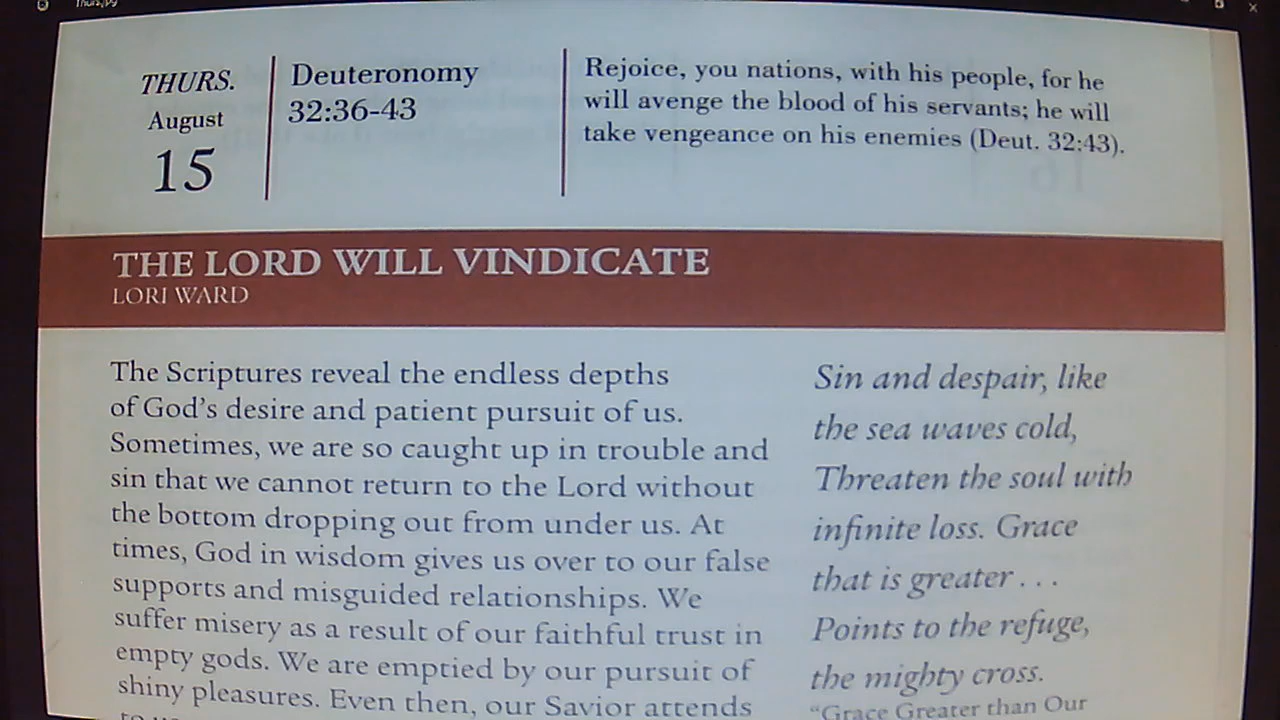 THURS.
August
15
Deuteronomy
32:36-43
Rejoice, you nations, with his people, for he
will avenge the blood of his servants; he will
take vengeance on his enemies (Deut. 32:43).
THE LORD WILL VINDICATE
LORI WARD
The Scriptures reveal the endless depths
of God's desire and patient pursuit of us.
Sometimes, we are so caught up in trouble and
sin that we cannot return to the Lord without
the bottom dropping out from under us. At
times, God in wisdom gives us over to our false
supports and misguided relationships. We
suffer misery as a result of our faithful trust in
empty gods. We are emptied by our pursuit of
shiny pleasures. Even then, our Savior attends
Sin and despair, like
the sea waves cold,
Threaten the soul with
infinite loss. Grace
that is greater . . .
Points to the refuge,
the mighty cross.
"Grace Greater than Our